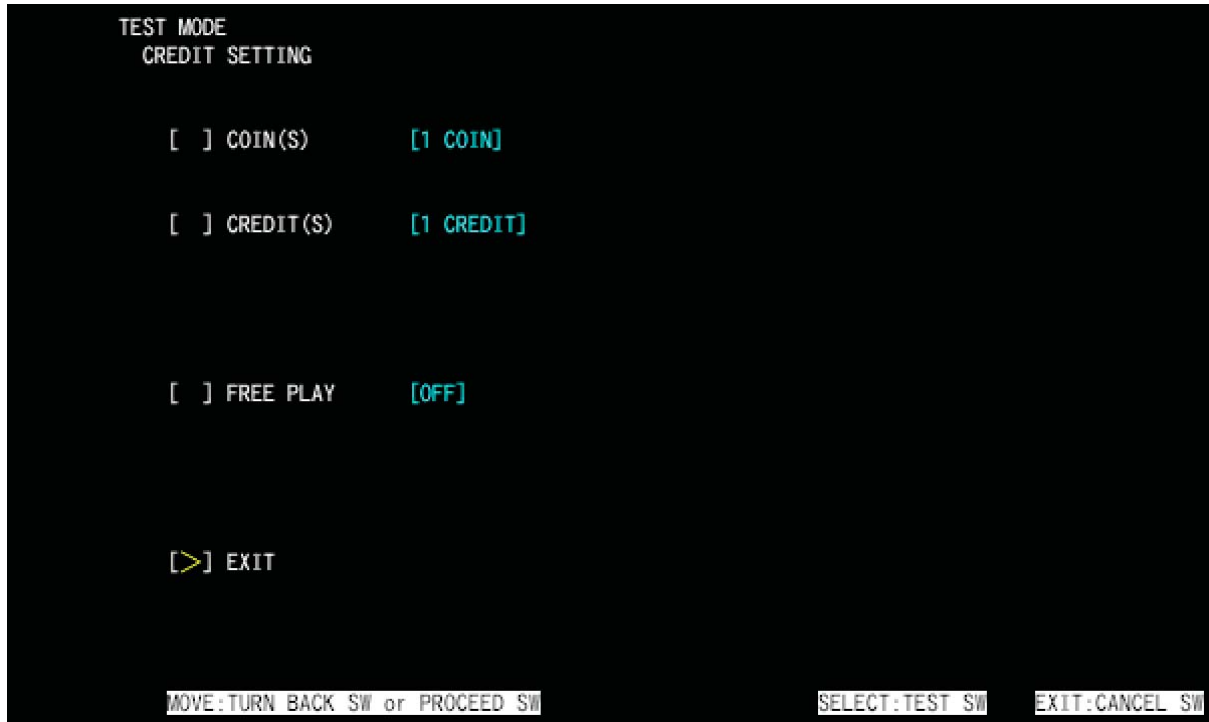 TEST MODE
CREDIT SETTING
[ ] COIN(S) [1 COIN]
[ ] CREDIT(S) [1 CREDIT]
[ ] FREE PLAY [OFF]
[>] EXIT
MOVE:TURN BACK SW or PROCEED SW SELECT:TEST SW EXIT:CANCEL SW